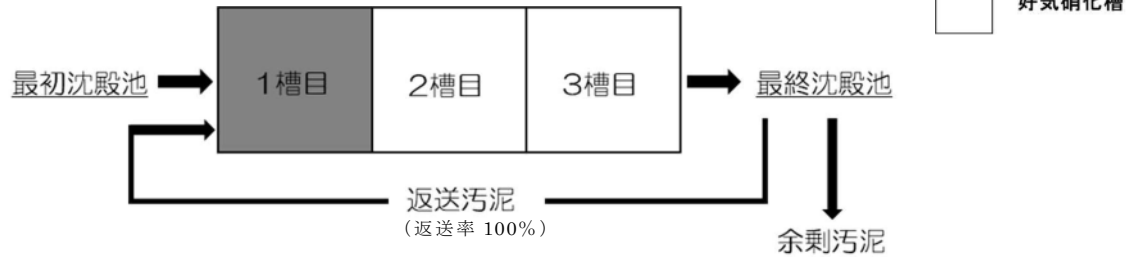 好気硝化槽
最初沈殿池
1槽目
2槽目
3槽目
最終沈殿池
返送汚泥
(返送率 100%)
余剰汚泥